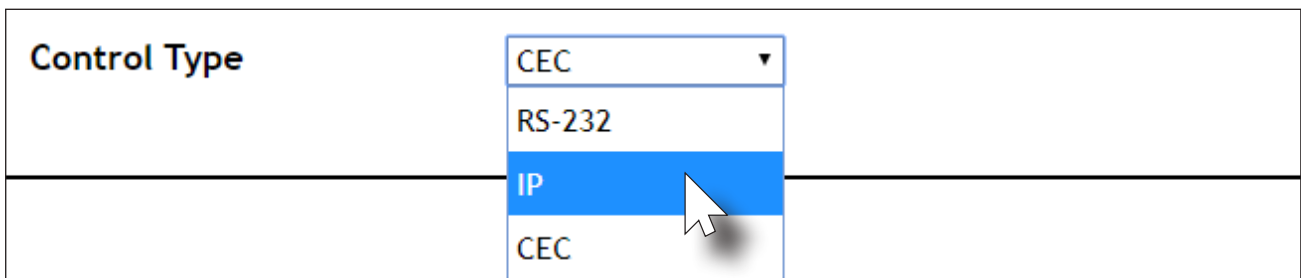 Control Type
CEC
RS-232
IP
CEC